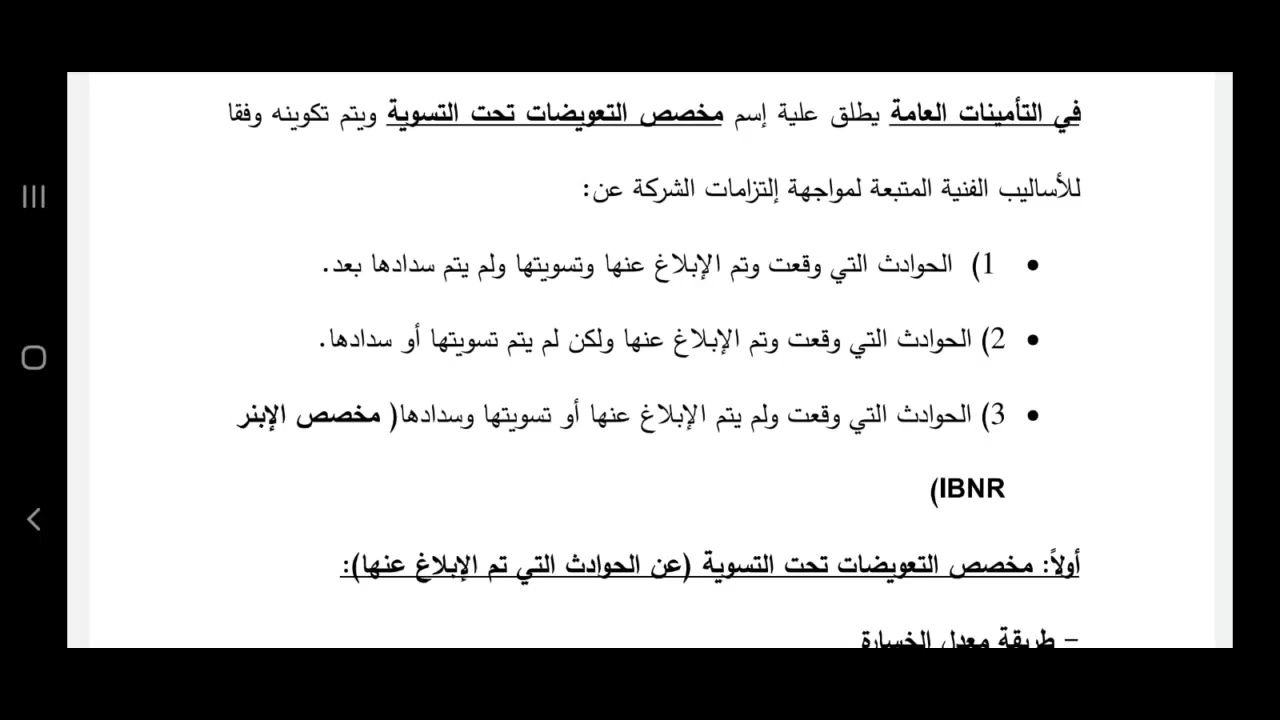 في التأمينات العامة يطلق علية إسم مخصص التعويضات تحت التسوية ويتم تكوينه وفقا
للأساليب الفنية المتبعة لمواجهة إلتزامات الشركة عن:
• 1) الحوادث التي وقعت وتم الإبلاغ عنها وتسويتها ولم يتم سدادها بعد.
• 2) الحوادث التي وقعت وتم الإبلاغ عنها ولكن لم يتم تسويتها أو سدادها.
• 3) الحوادث التي وقعت ولم يتم الإبلاغ عنها أو تسويتها وسدادها( مخصص الإبنر
IBNR)
أولاً: مخصص التعويضات تحت التسوية (عن الحوادث التي تم الإبلاغ عنها):
- طريقة معدل الخسارة